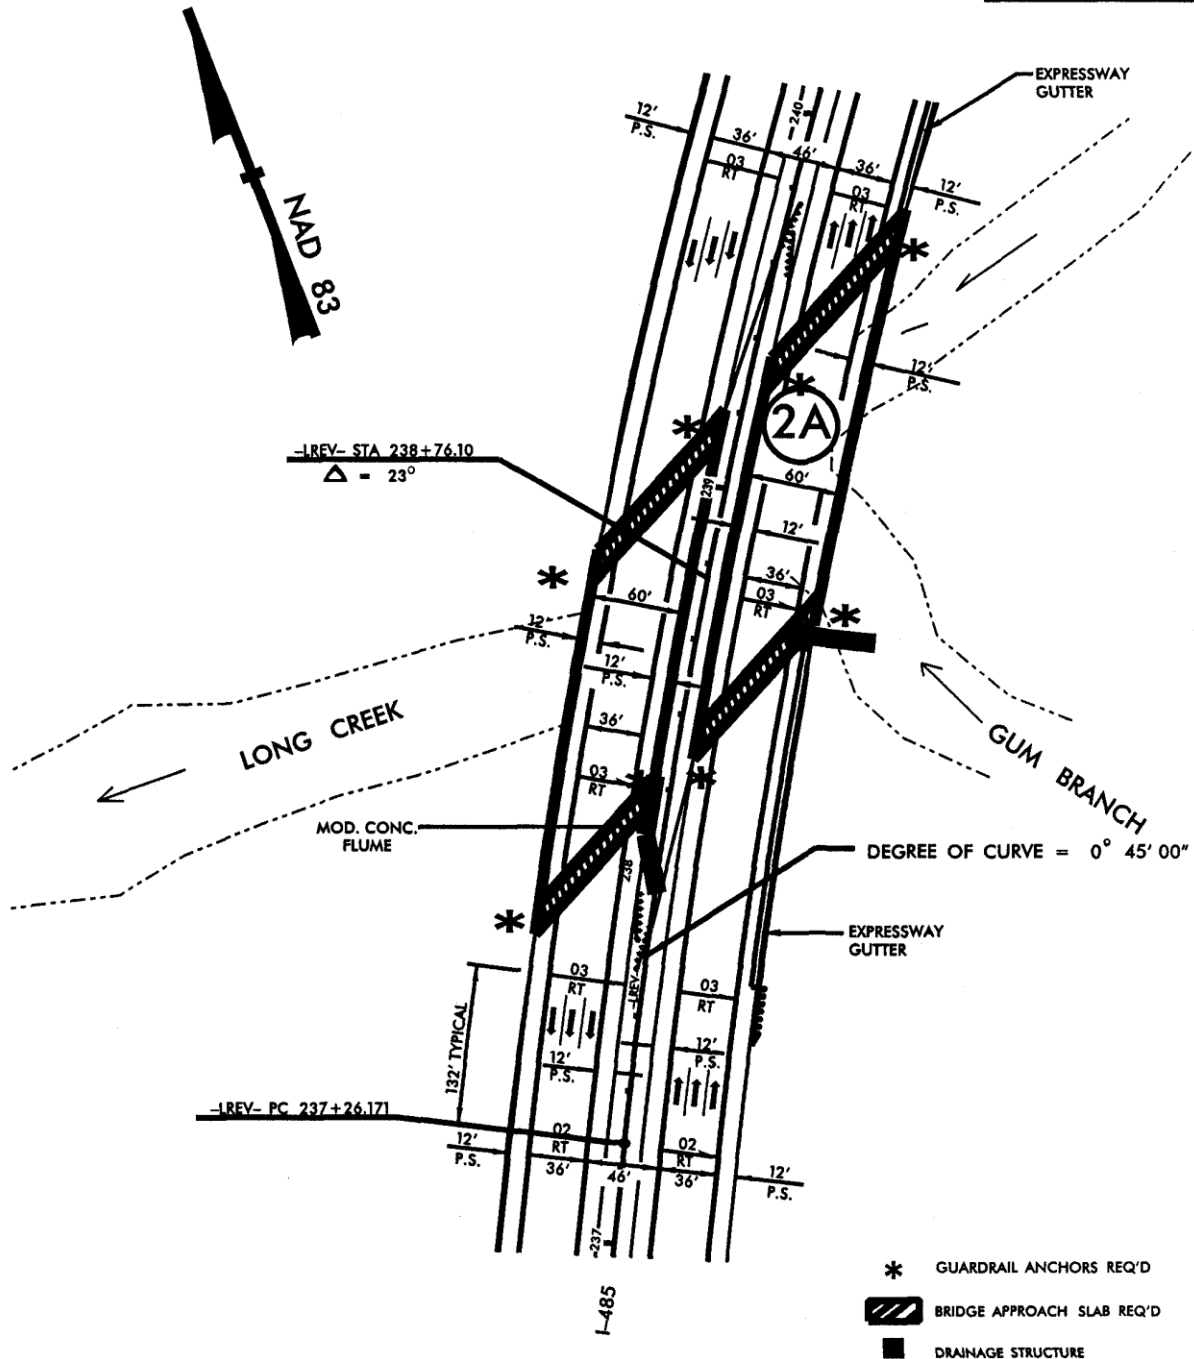 EXPRESSWAY
GUTTER
12'
P.S.
36'
240
46'
36'
03
RT
03
RT
12'
P.S.
NAD 83
12'
P.S.
2A
-LREV- STA 238+76.10
△ = 23°
239
60'
12'
36'
03
RT
60'
12'
P.S.
12'
P.S.
36'
LONG CREEK
GUM BRANCH
03
RT
MOD. CONC.
FLUME
238
DEGREE OF CURVE = 0° 45' 00"
EXPRESSWAY
GUTTER
03
RT
-LREV-
03
RT
132' TYPICAL
12'
P.S.
12'
P.S.
-LREV- PC 237+26.171
02
RT
02
RT
12'
P.S.
36'
46'
36'
12'
P.S.
237
I-485
* GUARDRAIL ANCHORS REQ'D
BRIDGE APPROACH SLAB REQ'D
DRAINAGE STRUCTURE